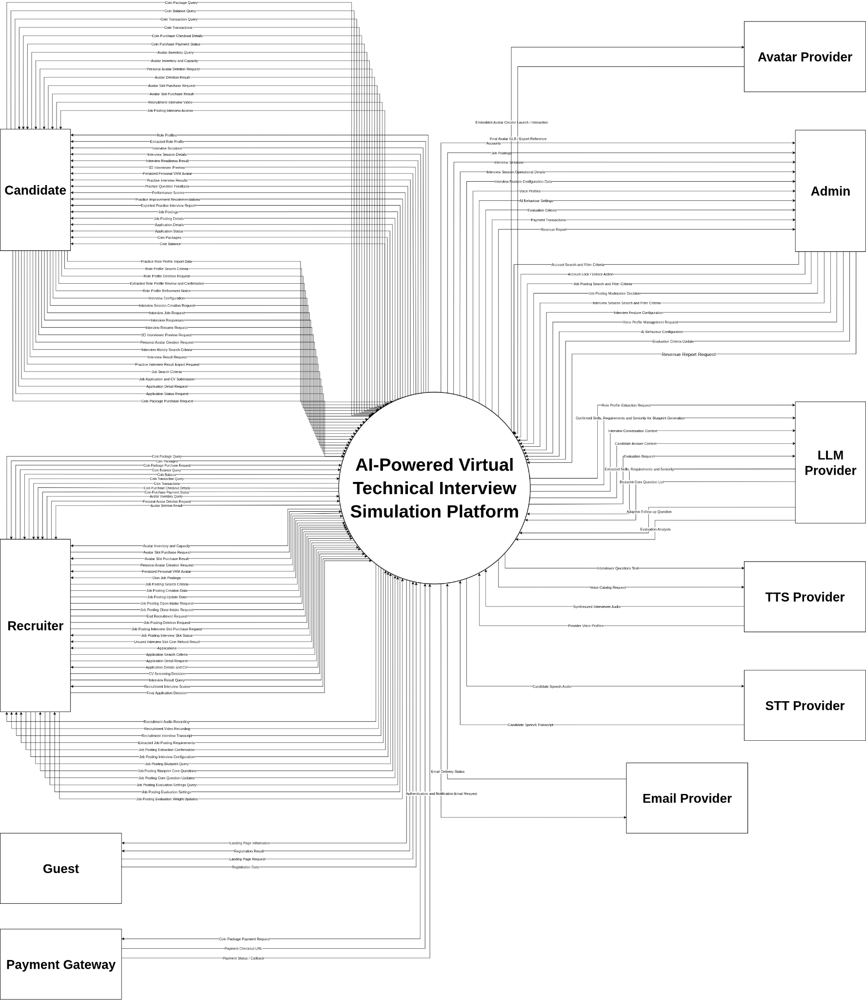 Coin Package Query
Coin Balance Query
Coin Transaction Query
Coin Transactions
Coin Purchase Checkout Details
Coin Purchase Payment Status
Avatar Inventory Query
Avatar Inventory and Capacity
Personal Avatar Deletion Request
Avatar Deletion Result
Avatar Slot Purchase Request
Avatar Slot Purchase Result
Recruitment Interview Video
Job Posting Interview Access
Candidate
Role Profiles
Extracted Role Profile
Interview Sessions
Interview Session Details
Interview Readiness Result
3D Interviewer Preview
Persisted Personal VRM Avatar
Practice Interview Results
Practice Question Feedback
Performance Scores
Practice Improvement Recommendations
Exported Practice Interview Report
Job Postings
Job Posting Details
Application Details
Application Status
Coin Packages
Coin Balance
Practice Role Profile Import Data
Role Profile Search Criteria
Role Profile Deletion Request
Extracted Role Profile Review and Confirmation
Role Profile Refinement Notes
Interview Configuration
Interview Session Creation Request
Interview Join Request
Interview Responses
Interview Resume Request
3D Interviewer Preview Request
Personal Avatar Creation Request
Interview History Search Criteria
Interview Result Request
Practice Interview Result Export Request
Job Search Criteria
Job Application and CV Submission
Application Detail Request
Application Status Request
Coin Package Purchase Request
Avatar Provider
Embedded Avatar Creator Launch / Interaction
Final Avatar GLB / Export Reference
Admin
Accounts
Job Postings
Interview Sessions
Interview Session Operational Details
Interview Feature Configuration Data
Voice Profiles
AI Behaviour Settings
Evaluation Criteria
Payment Transactions
Revenue Report
Account Search and Filter Criteria
Account Lock / Unlock Action
Job Posting Search and Filter Criteria
Job Posting Moderation Decision
Interview Session Search and Filter Criteria
Interview Feature Configuration
Voice Profile Management Request
AI Behaviour Configuration
Evaluation Criteria Update
Revenue Report Request
AI-Powered Virtual
Technical Interview
Simulation Platform
LLM
Provider
Role Profile Extraction Request
Confirmed Skills, Requirements and Seniority for Blueprint Generation
Interview Conversation Context
Candidate Answer Context
Evaluation Request
Extracted Skills, Requirements and Seniority
Blueprint Core Question List
Adaptive Follow-up Question
Evaluation Analysis
Coin Package Query
Coin Packages
Coin Package Purchase Request
Coin Balance Query
Coin Balance
Coin Transaction Query
Coin Transactions
Coin Purchase Checkout Details
Coin Purchase Payment Status
Avatar Inventory Query
Personal Avatar Deletion Request
Avatar Deletion Result
Recruiter
Avatar Inventory and Capacity
Avatar Slot Purchase Request
Avatar Slot Purchase Result
Personal Avatar Creation Request
Persisted Personal VRM Avatar
Own Job Postings
Job Posting Search Criteria
Job Posting Creation Data
Job Posting Update Data
Job Posting Open Intake Request
Job Posting Close Intake Request
End Recruitment Request
Job Posting Deletion Request
Job Posting Interview Slot Purchase Request
Job Posting Interview Slot Status
Unused Interview Slot Coin Refund Result
Applications
Application Search Criteria
Application Detail Request
Application Details and CV
CV Screening Decision
Interview Result Query
Recruitment Interview Scores
Final Application Decision
Recruitment Audio Recording
Recruitment Video Recording
Recruitment Interview Transcript
Extracted Job Posting Requirements
Job Posting Extraction Confirmation
Job Posting Interview Configuration
Job Posting Blueprint Query
Job Posting Blueprint Core Questions
Job Posting Core Question Updates
Job Posting Evaluation Settings Query
Job Posting Evaluation Settings
Job Posting Evaluation Weight Updates
TTS Provider
Interviewer Questions Text
Voice Catalog Request
Synthesized Interviewer Audio
Provider Voice Profiles
STT Provider
Candidate Speech Audio
Candidate Speech Transcript
Email Provider
Email Delivery Status
Authentication and Notification Email Request
Guest
Landing Page Information
Registration Result
Landing Page Request
Registration Data
Payment Gateway
Coin Package Payment Request
Payment Checkout URL
Payment Status / Callback